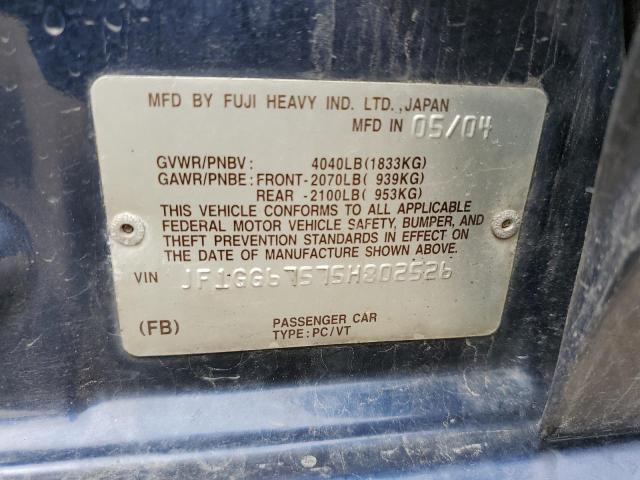 MFD BY FUJI HEAVY IND. LTD., JAPAN
MFD IN 05/04
GVWR/PNBV: 4040LB(1833KG)
GAWR/PNBE: FRONT-2070LB( 939KG)
REAR -2100LB( 953KG)
THIS VEHICLE CONFORMS TO ALL APPLICABLE
FEDERAL MOTOR VEHICLE SAFETY, BUMPER, AND
THEFT PREVENTION STANDARDS IN EFFECT ON
THE DATE OF MANUFACTURE SHOWN ABOVE.
VIN JF1GG67575H802526
(FB) PASSENGER CAR
TYPE: PC/VT